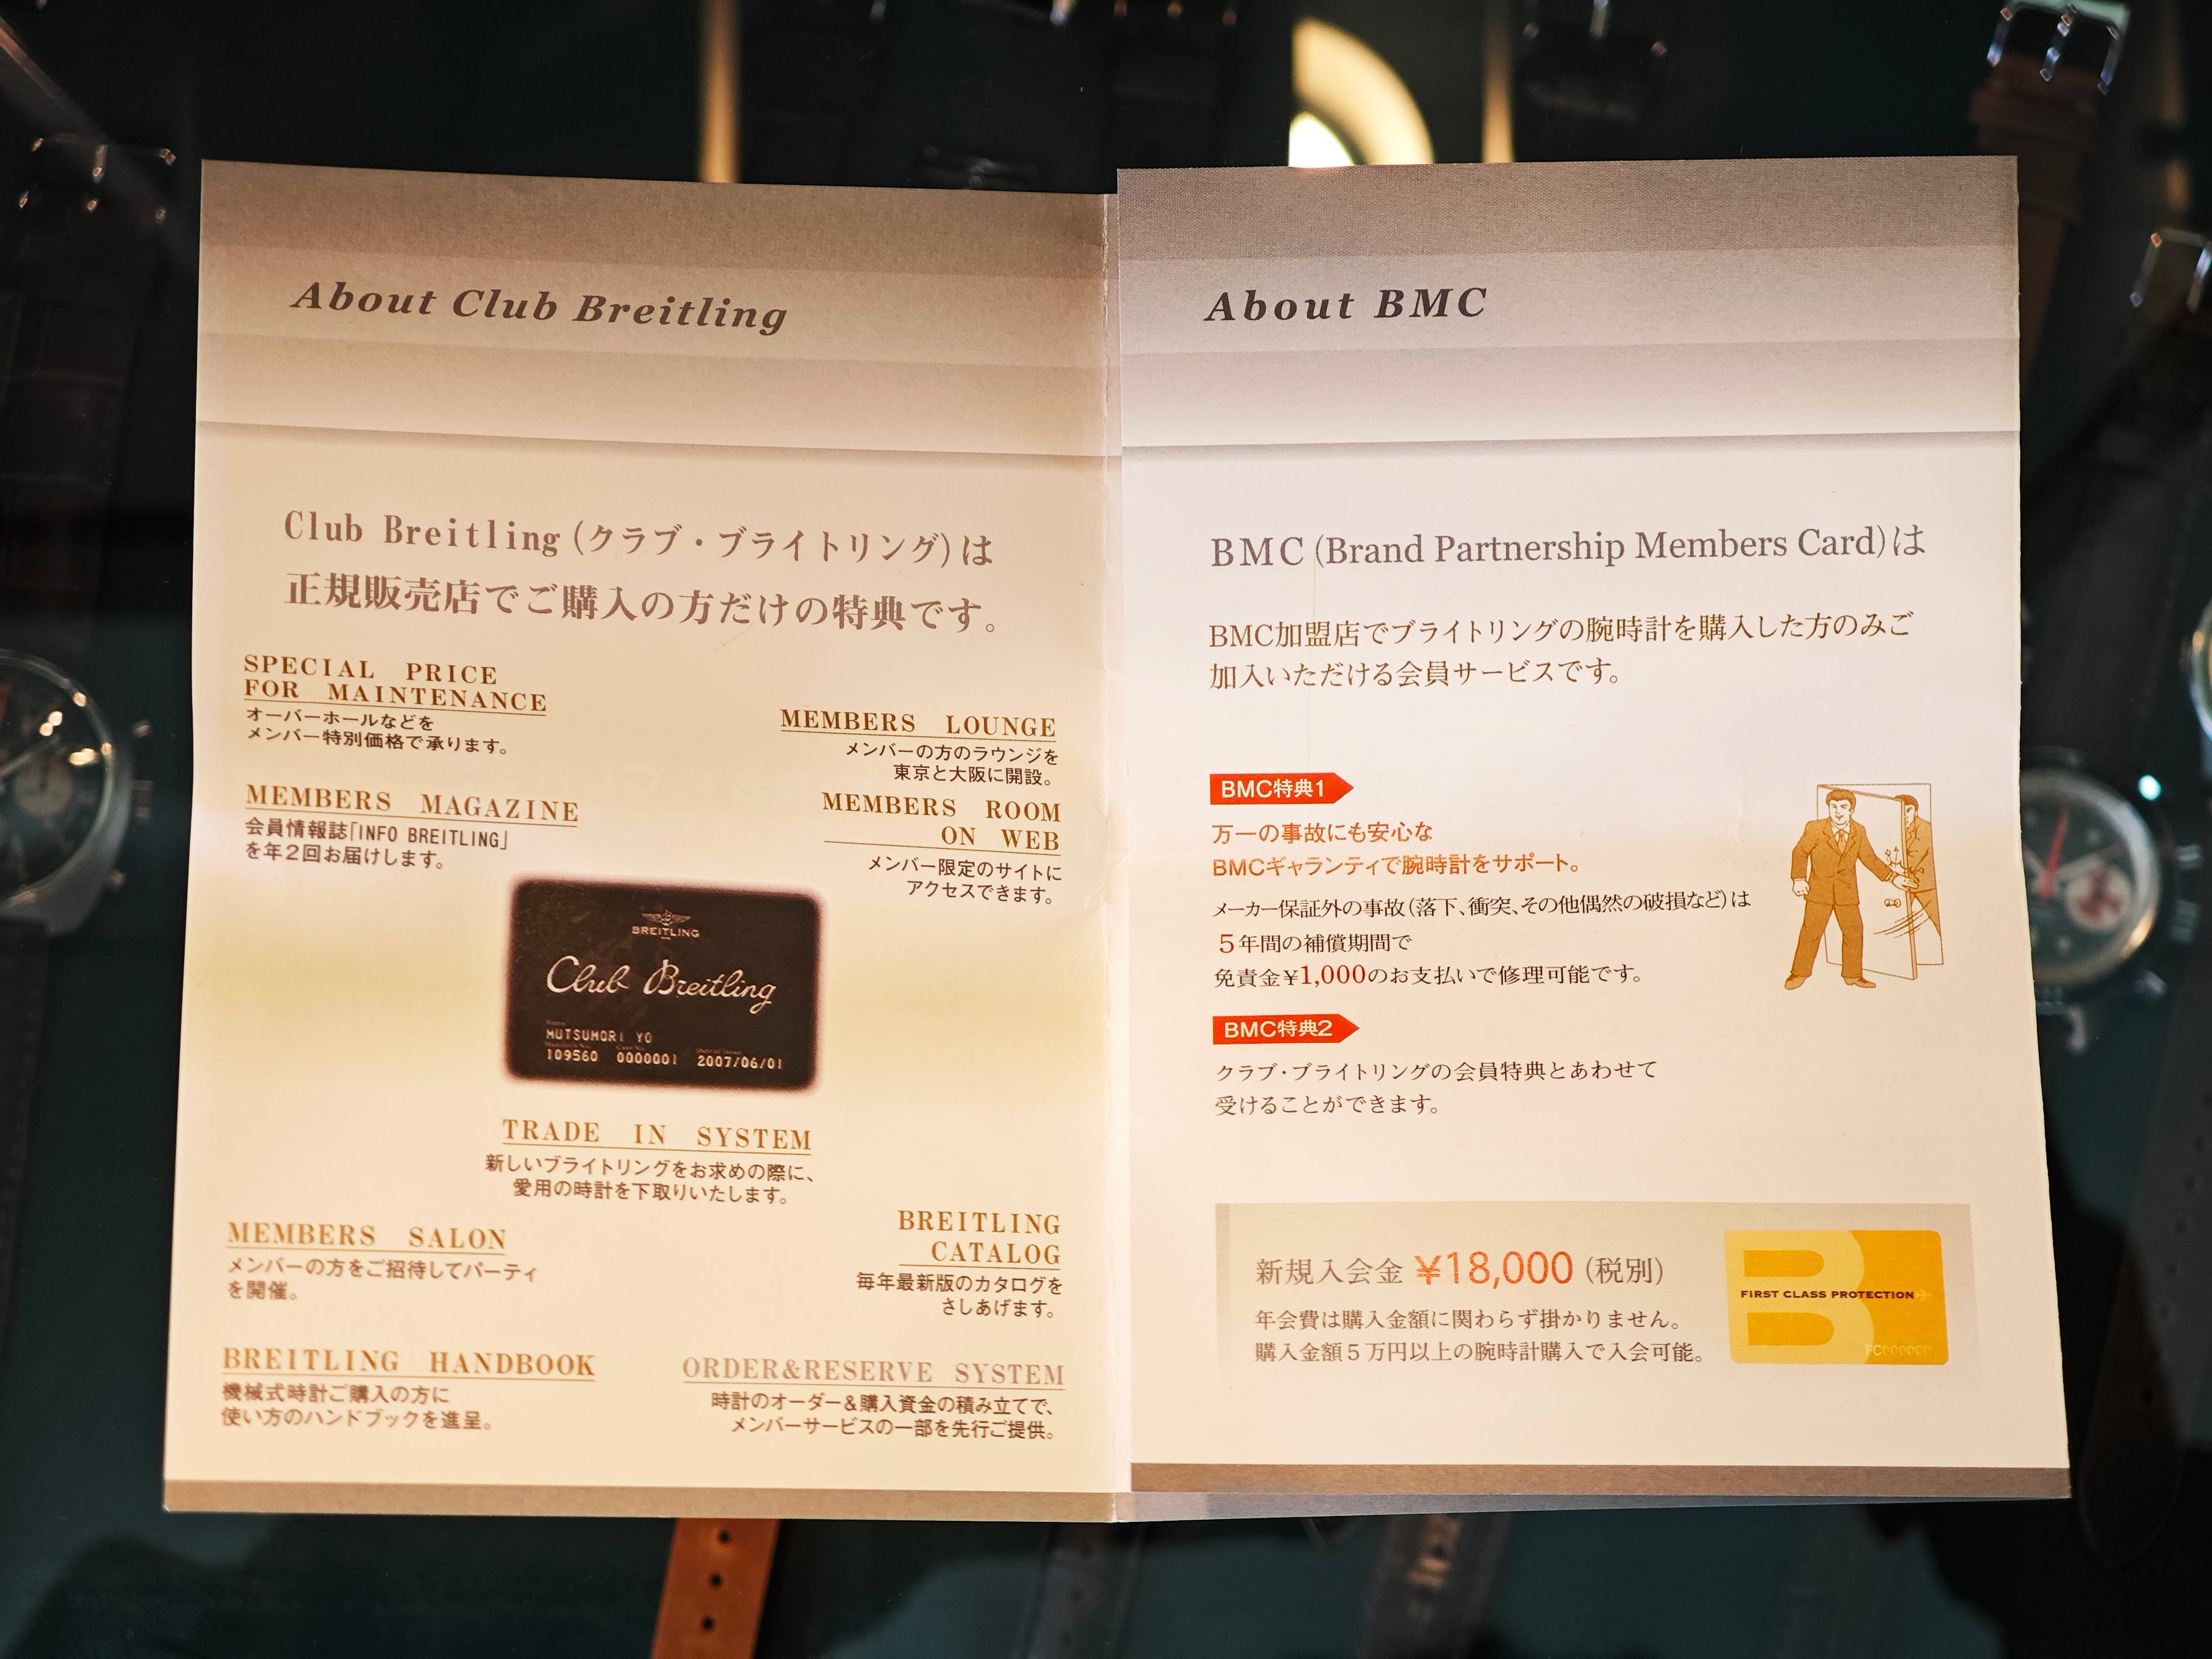 About Club Breitling
Club Breitling(クラブ・ブライトリング)は
正規販売店でご購入の方だけの特典です。
SPECIAL PRICE
FOR MAINTENANCE
オーバーホールなどを
メンバー特別価格で承ります。
MEMBERS LOUNGE
メンバーの方のラウンジを
東京と大阪に開設。
MEMBERS MAGAZINE
会員情報誌「INFO BREITLING」
を年2回お届けします。
MEMBERS ROOM
ON WEB
メンバー限定のサイトに
アクセスできます。
BREITLING
Club Breitling
MUTSUMORI YO
109560 0000001 2007/06/01
TRADE IN SYSTEM
新しいブライトリングをお求めの際に、
愛用の時計を下取りいたします。
MEMBERS SALON
メンバーの方をご招待してパーティ
を開催。
BREITLING
CATALOG
毎年最新版のカタログを
さしあげます。
BREITLING HANDBOOK
機械式時計ご購入の方に
使い方のハンドブックを進呈。
ORDER&RESERVE SYSTEM
時計のオーダー＆購入資金の積み立てで、
メンバーサービスの一部を先行ご提供。
About BMC
BMC(Brand Partnership Members Card)は
BMC加盟店でブライトリングの腕時計を購入した方のみご
加入いただける会員サービスです。
BMC特典1
万一の事故にも安心な
BMCギャランティで腕時計をサポート。
メーカー保証外の事故(落下、衝突、その他偶然の破損など)は
5年間の補償期間で
免責金¥1,000のお支払いで修理可能です。
BMC特典2
クラブ・ブライトリングの会員特典とあわせて
受けることができます。
新規入会金 ¥18,000(税別)
年会費は購入金額に関わらず掛かりません。
購入金額5万円以上の腕時計購入で入会可能。
FIRST CLASS PROTECTION